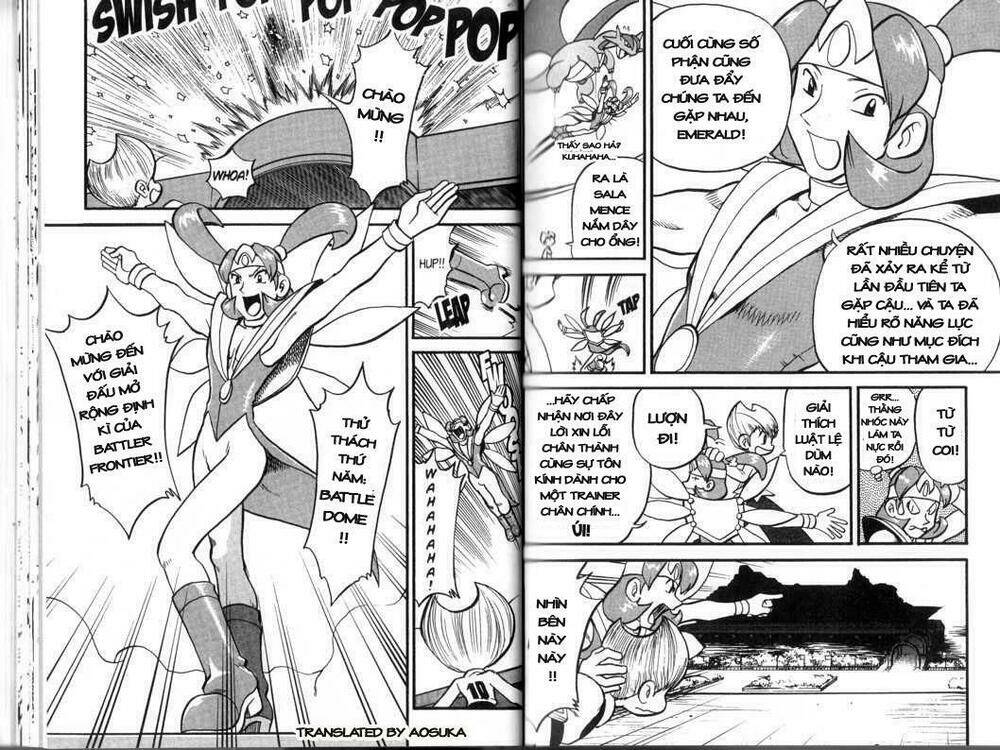 SWISH POP
POP
POP
POP
CHÀO
MỪNG
!!
WHOA!
HUP!!
LEAP
CHÀO
MỪNG ĐẾN
VỚI GIẢI
ĐẤU MỞ
RỘNG ĐỊNH
KÌ CỦA
BATTLER
FRONTIER!!
THỬ
THÁCH
THỨ
NĂM:
BATTLE
DOME
!!
WAHAHAHA!
10
TRANSLATED BY AOSUKA
THẤY SAO HẢ?
KUHAHAHA...
RA LÀ
SALA
MENCE
NẮM DÂY
CHO ỔNG!
TAP
CUỐI CÙNG SỐ
PHẬN CŨNG
ĐƯA ĐẨY
CHÚNG TA ĐẾN
GẶP NHAU,
EMERALD!
RẤT NHIỀU CHUYỆN
ĐÃ XẢY RA KỂ TỪ
LẦN ĐẦU TIÊN TA
GẶP CẬU... VÀ TA ĐÃ
HIỂU RÕ NĂNG LỰC
CŨNG NHƯ MỤC ĐÍCH
KHI CẬU THAM GIA...
...HÃY CHẤP
NHẬN NƠI ĐÂY
LỜI XIN LỖI
CHÂN THÀNH
CÙNG SỰ TÔN
KÍNH DÀNH CHO
MỘT TRAINER
CHÂN CHÍNH...
ÚI!
LƯỢN
ĐI!
GIẢI
THÍCH
LUẬT LỆ
DÙM
NÀO!
GRR...
THẰNG
NHÓC NÀY
LÀM TA
NỰC RỒI
ĐÓ!
TỪ
TỪ
COI!
NHÌN
BÊN
NÀY
NÀY
!!